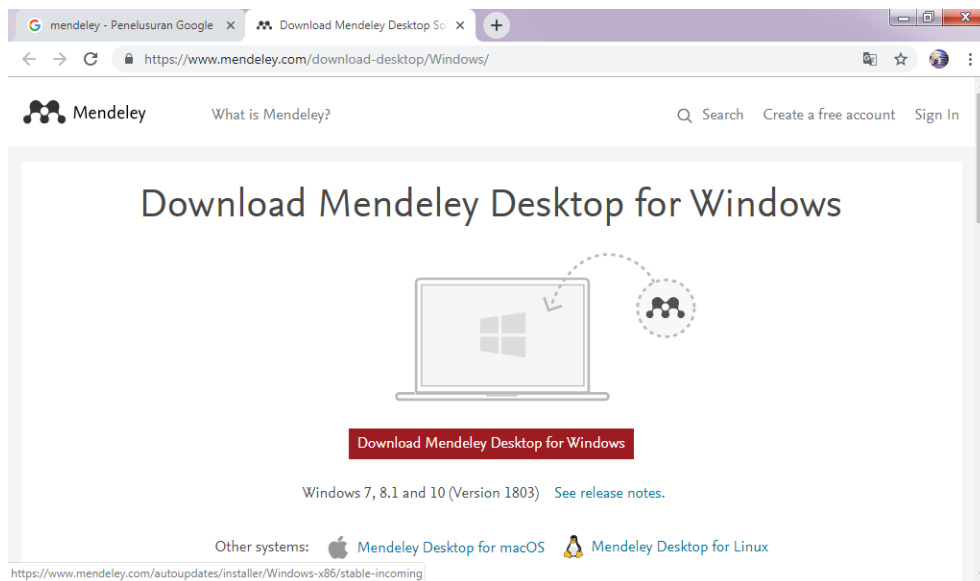 mendeley - Penelusuran Google
Download Mendeley Desktop So
https://www.mendeley.com/download-desktop/Windows/
Mendeley What is Mendeley? Search Create a free account Sign In
Download Mendeley Desktop for Windows
Download Mendeley Desktop for Windows
Windows 7, 8.1 and 10 (Version 1803) See release notes.
Other systems: Mendeley Desktop for macOS Mendeley Desktop for Linux
https://www.mendeley.com/autoupdates/installer/Windows-x86/stable-incoming